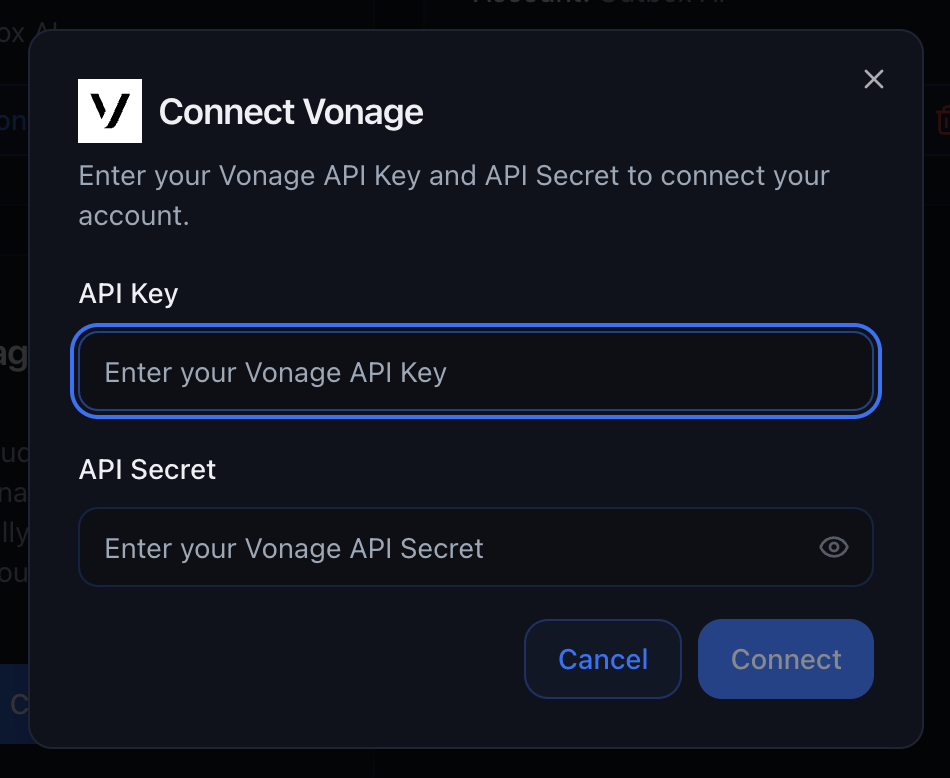 Connect Vonage
Enter your Vonage API Key and API Secret to connect your
account.
API Key
Enter your Vonage API Key
API Secret
Enter your Vonage API Secret
Cancel
Connect